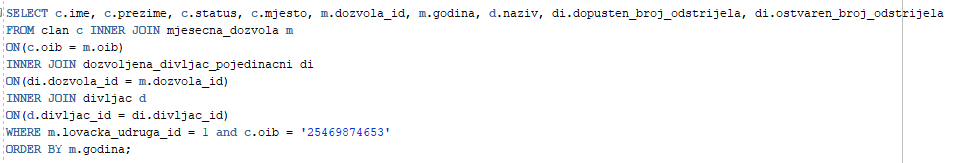 SELECT c.ime, c.prezime, c.status, c.mjesto, m.dozvola_id, m.godina, d.naziv, di.dopusten_broj_odstrijela, di.ostvaren_broj_odstrijela
FROM clan c INNER JOIN mjesecna_dozvola m
ON(c.oib = m.oib)
INNER JOIN dozvoljena_divljac_pojedinacni di
ON(di.dozvola_id = m.dozvola_id)
INNER JOIN divljac d
ON(d.divljac_id = di.divljac_id)
WHERE m.lovacka_udruga_id = 1 and c.oib = '25469874653'
ORDER BY m.godina;